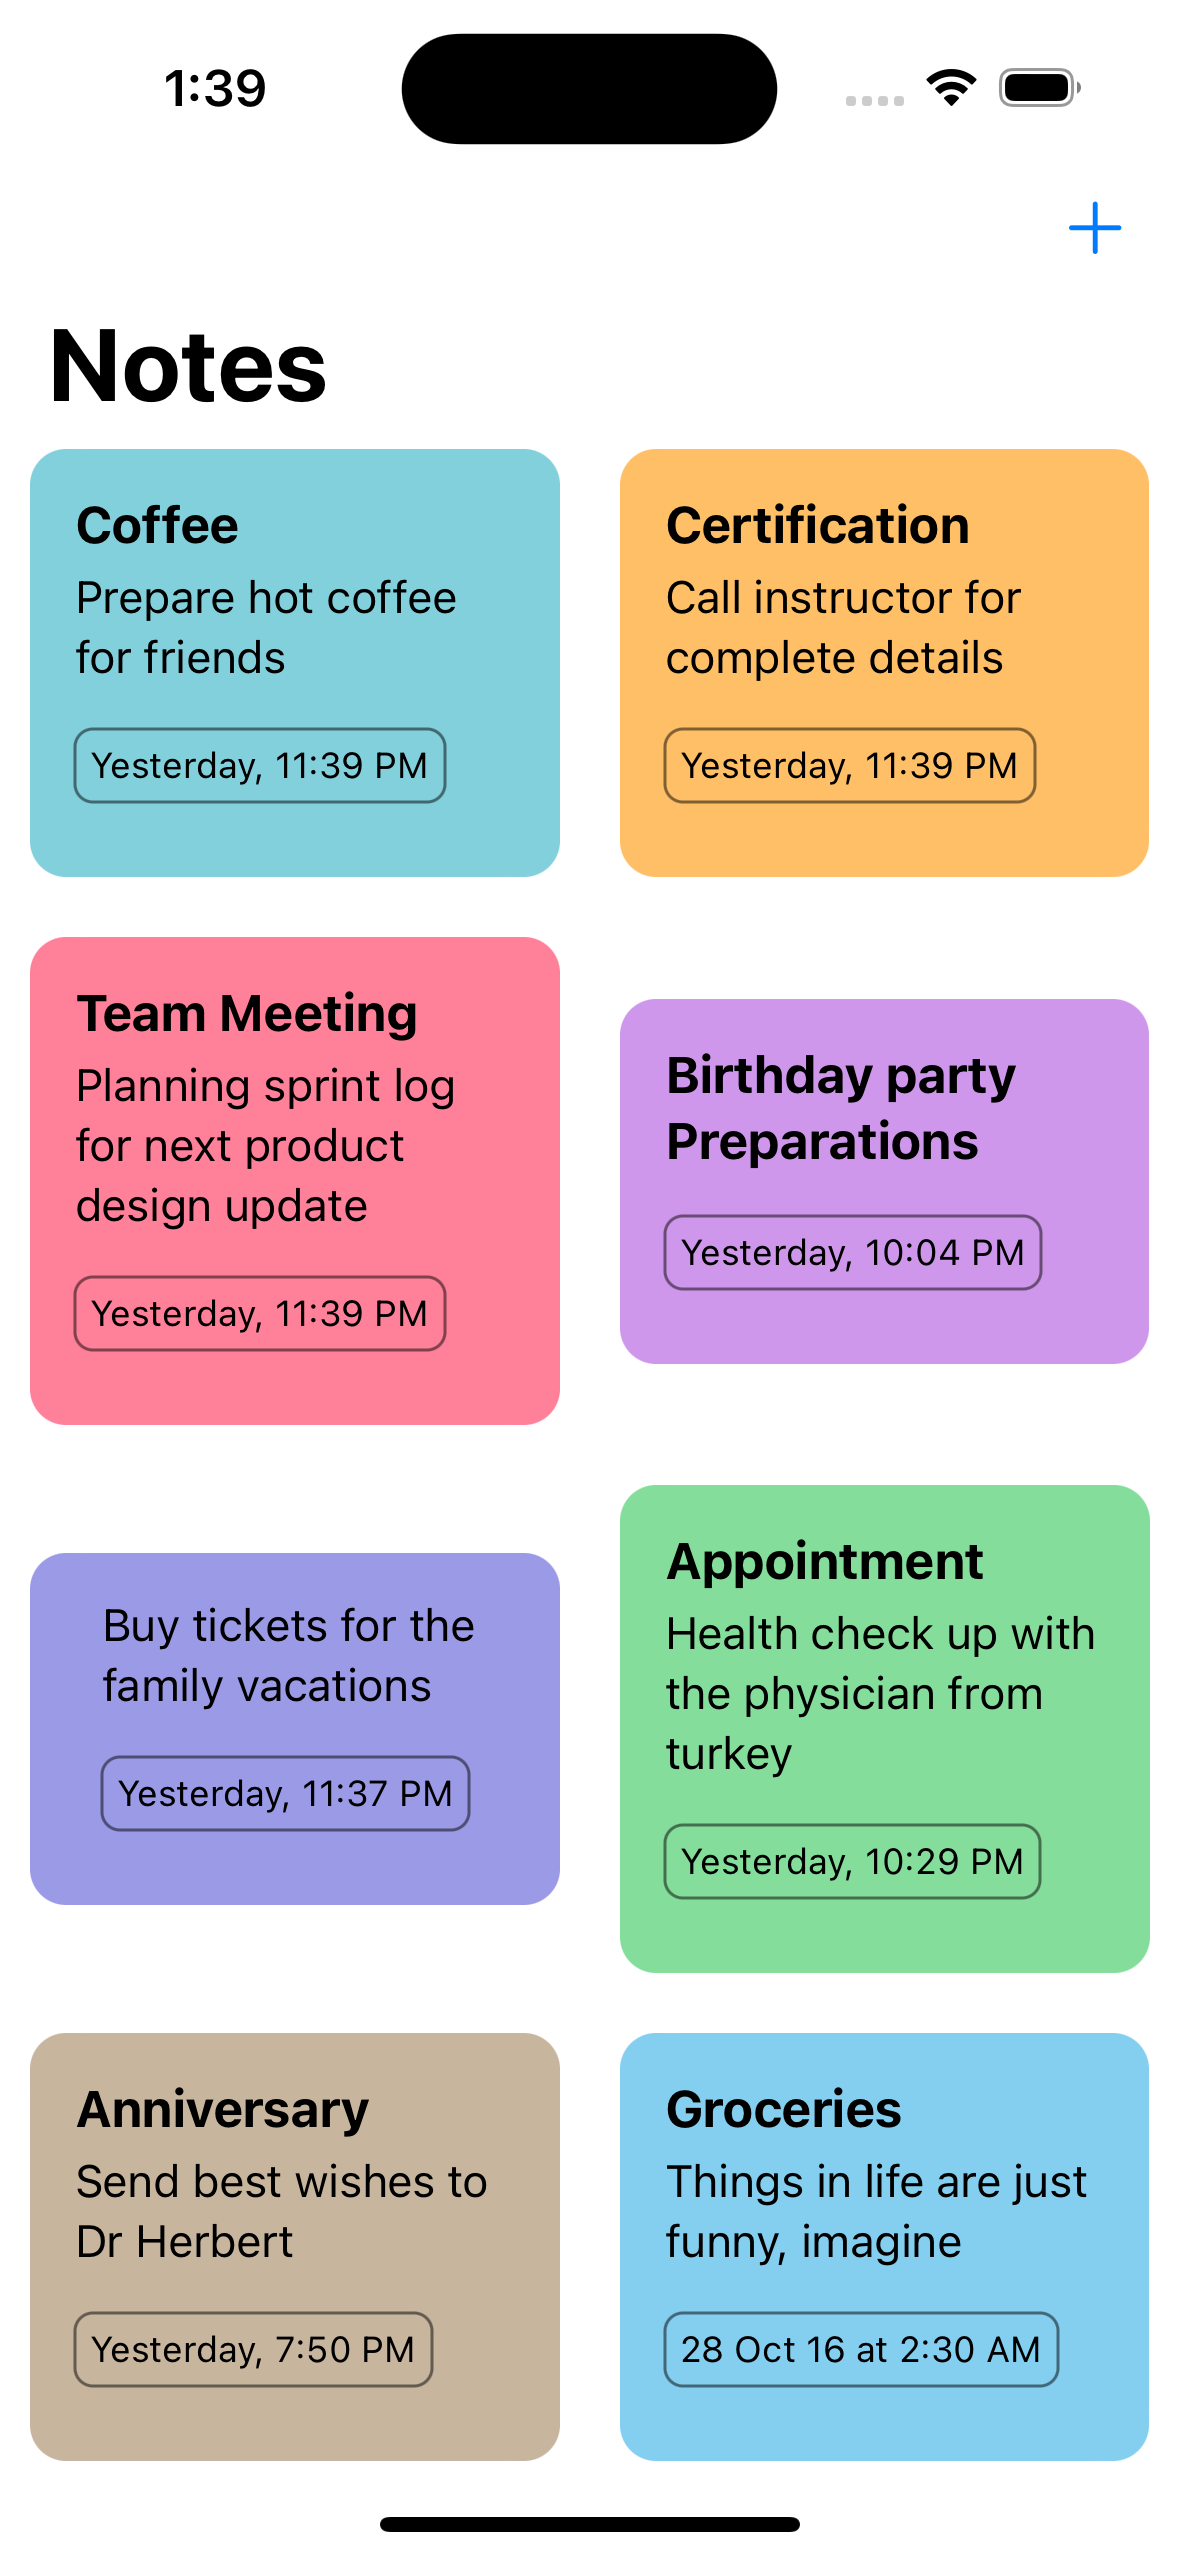 1:39
Notes
Coffee
Prepare hot coffee
for friends
Yesterday, 11:39 PM
Certification
Call instructor for
complete details
Yesterday, 11:39 PM
Team Meeting
Planning sprint log
for next product
design update
Yesterday, 11:39 PM
Birthday party
Preparations
Yesterday, 10:04 PM
Buy tickets for the
family vacations
Yesterday, 11:37 PM
Appointment
Health check up with
the physician from
turkey
Yesterday, 10:29 PM
Anniversary
Send best wishes to
Dr Herbert
Yesterday, 7:50 PM
Groceries
Things in life are just
funny, imagine
28 Oct 16 at 2:30 AM